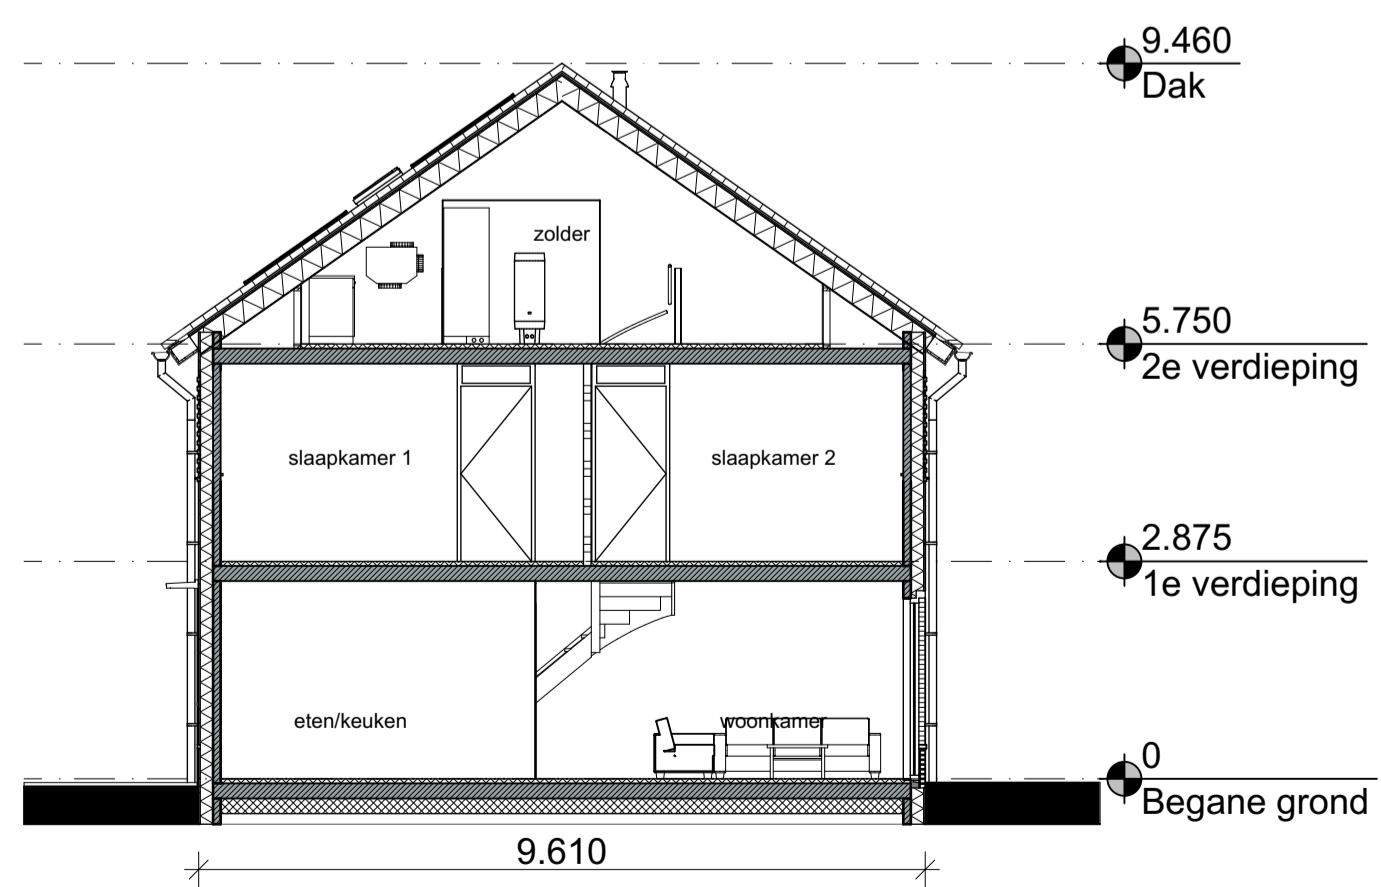 9.460
Dak
zolder
5.750
2e verdieping
slaapkamer 1
slaapkamer 2
2.875
1e verdieping
eten/keuken
woonkamer
0
Begane grond
9.610